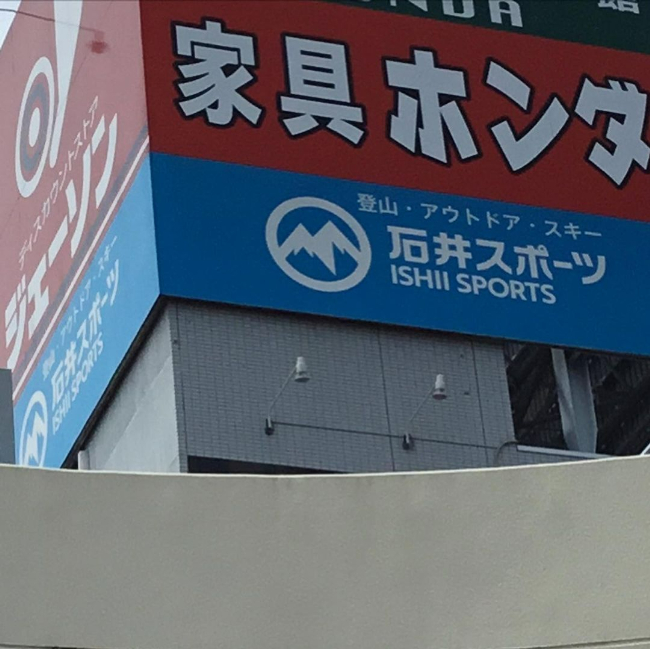 ディスカウントストア
ジェーソン
登山・アウトドア・スキー
石井スポーツ
ISHII SPORTS
HONDA 館
家具ホンダ
登山・アウトドア・スキー
石井スポーツ
ISHII SPORTS